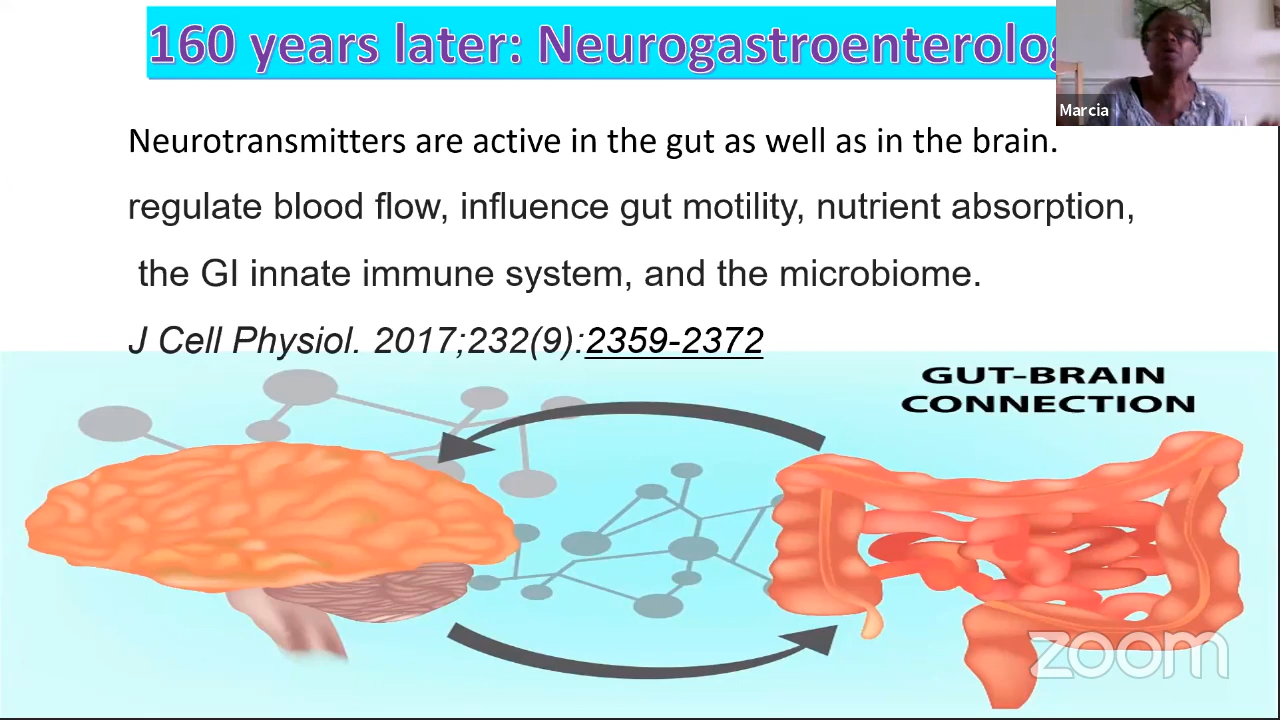 160 years later: Neurogastroenterolog
Marcia
Neurotransmitters are active in the gut as well as in the brain.
regulate blood flow, influence gut motility, nutrient absorption,
the GI innate immune system, and the microbiome.
J Cell Physiol. 2017;232(9):2359-2372
GUT-BRAIN
CONNECTION
zoom